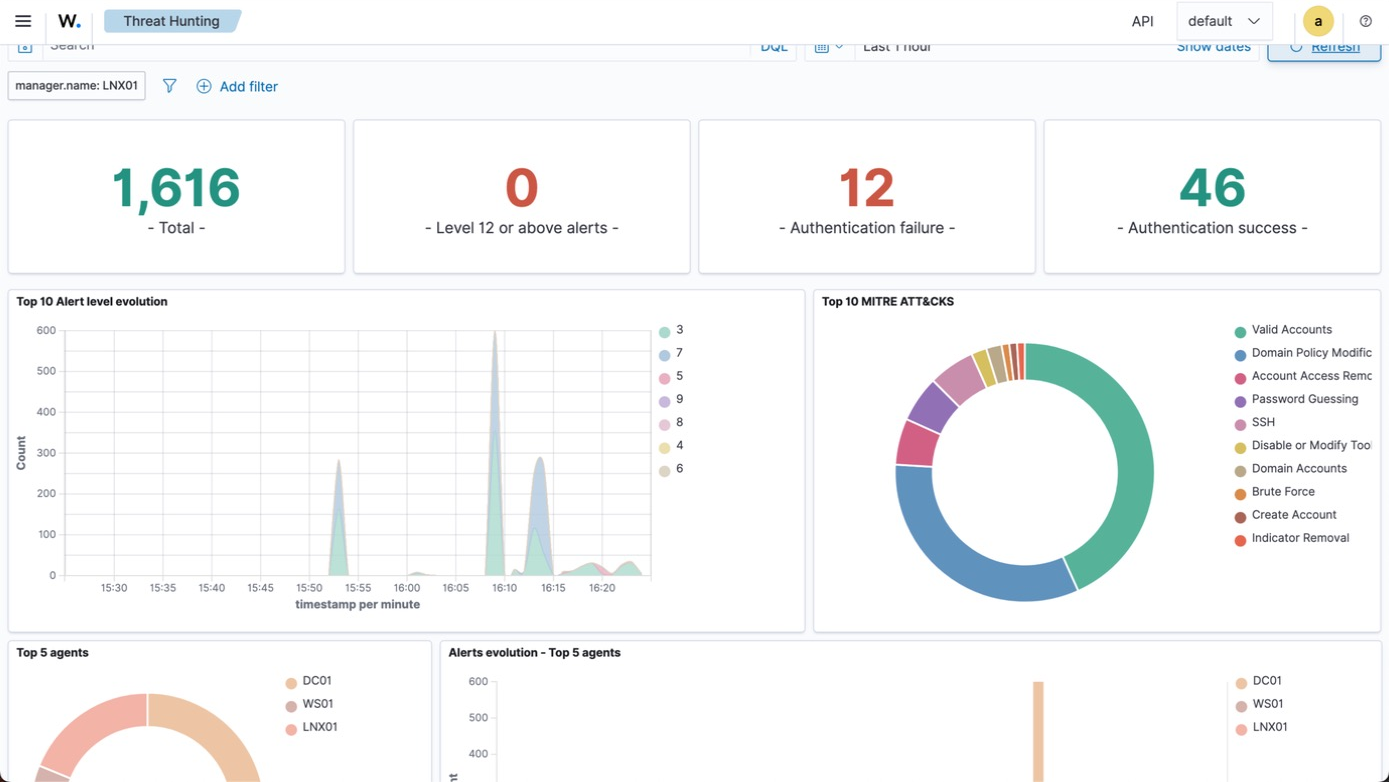 W. Threat Hunting API default a
Search DQL Last 1 hour Show dates Refresh
manager.name: LNX01 Add filter
1,616
- Total -
0
- Level 12 or above alerts -
12
- Authentication failure -
46
- Authentication success -
Top 10 Alert level evolution
600
500
400
300
200
100
0
Count
15:30 15:35 15:40 15:45 15:50 15:55 16:00 16:05 16:10 16:15 16:20
timestamp per minute
3
7
5
9
8
4
6
Top 10 MITRE ATT&CKS
Valid Accounts
Domain Policy Modific
Account Access Remo
Password Guessing
SSH
Disable or Modify Too
Domain Accounts
Brute Force
Create Account
Indicator Removal
Top 5 agents
DC01
WS01
LNX01
Alerts evolution - Top 5 agents
600
500
400
DC01
WS01
LNX01